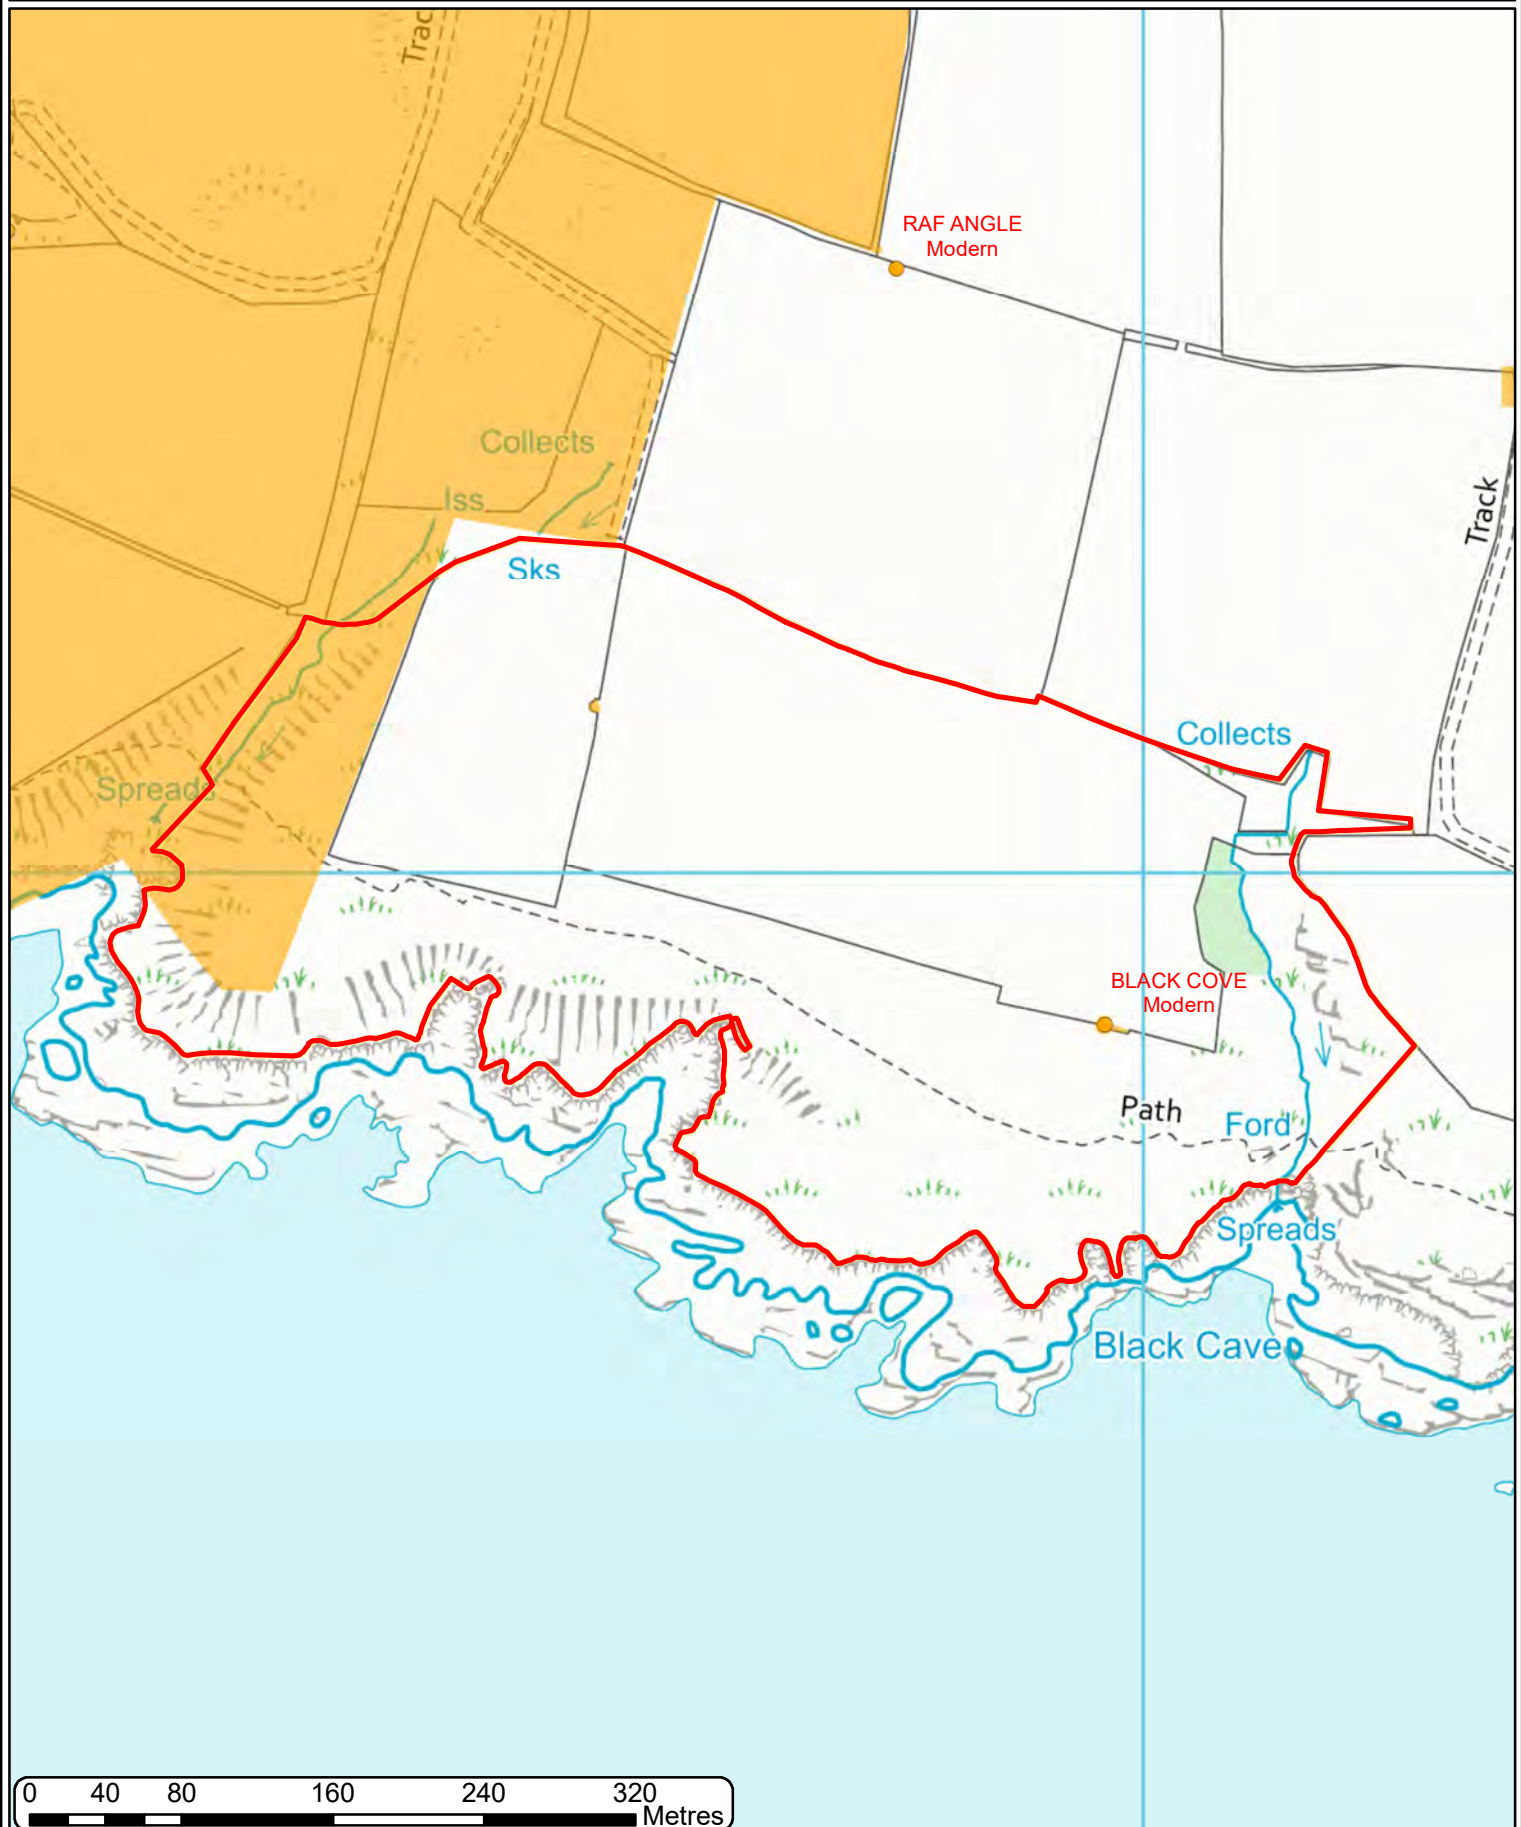 Trac
RAF ANGLE
Modern
Collects
Iss
Track
Sks
Collects
Spreads
BLACK COVE
Modern
Path
Ford
Spreads
Black Cave
0 40 80 160 240 320
Metres